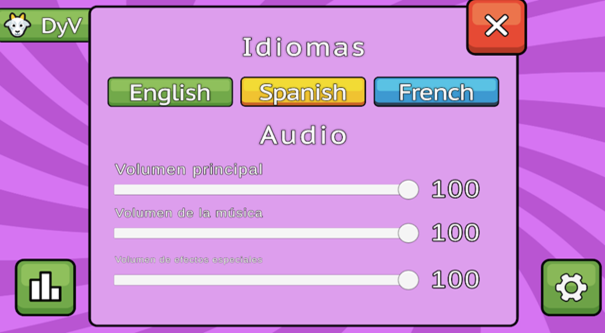 DyV
Idiomas
English Spanish French
Audio
Volumen principal
100
Volumen de la música
100
Volumen de efectos especiales
100